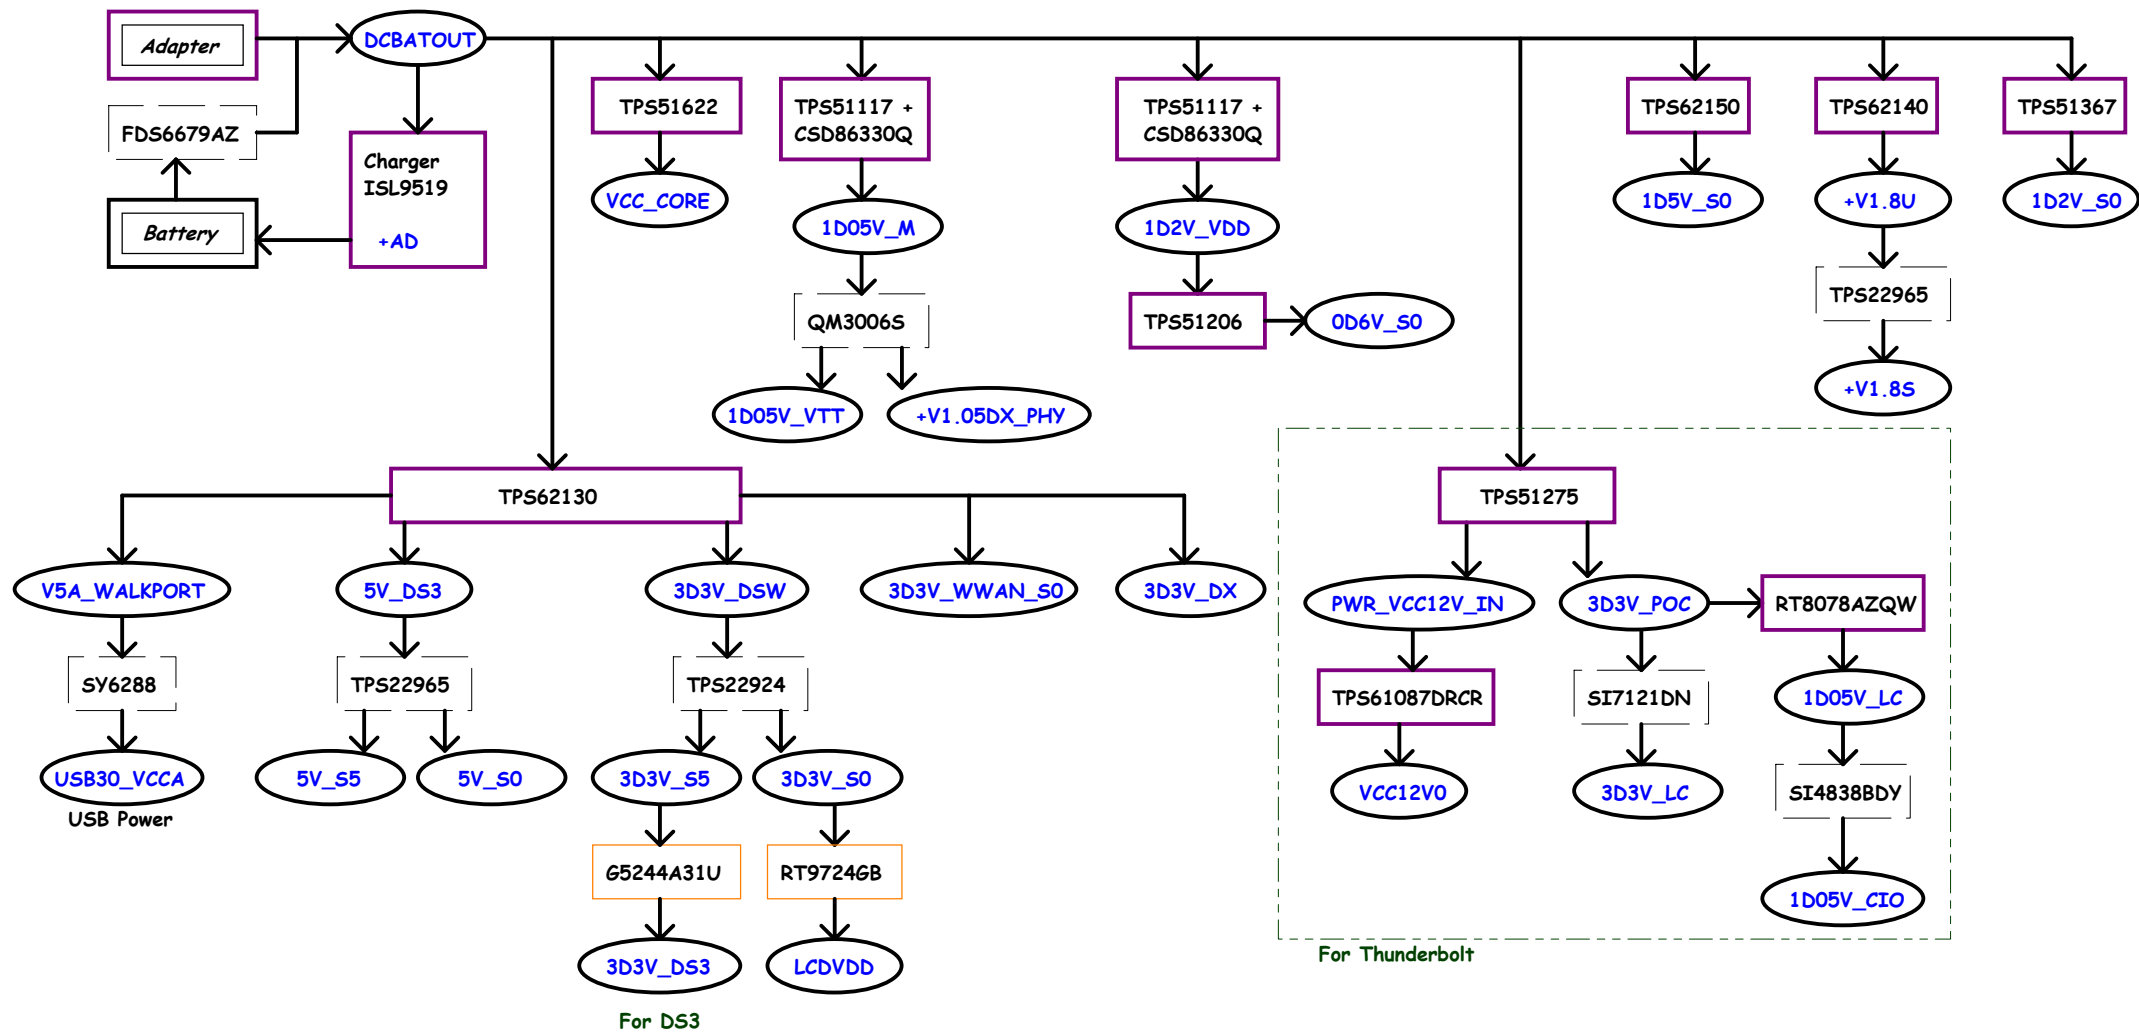 Adapter
DCBATOUT
FDS6679AZ
Charger
ISL9519
+AD
Battery
TPS51622
VCC_CORE
TPS51117 +
CSD86330Q
1D05V_M
QM3006S
1D05V_VTT
+V1.05DX_PHY
TPS51117 +
CSD86330Q
1D2V_VDD
TPS51206
0D6V_S0
TPS62150
1D5V_S0
TPS62140
+V1.8U
TPS22965
+V1.8S
TPS51367
1D2V_S0
TPS62130
V5A_WALKPORT
5V_DS3
3D3V_DSW
3D3V_WWAN_S0
3D3V_DX
SY6288
TPS22965
TPS22924
USB30_VCCA
USB Power
5V_S5
5V_S0
3D3V_S5
3D3V_S0
G5244A31U
RT9724GB
3D3V_DS3
LCDVDD
For DS3
TPS51275
PWR_VCC12V_IN
3D3V_POC
RT8078AZQW
TPS61087DRCR
SI7121DN
1D05V_LC
VCC12V0
3D3V_LC
SI4838BDY
1D05V_CIO
For Thunderbolt